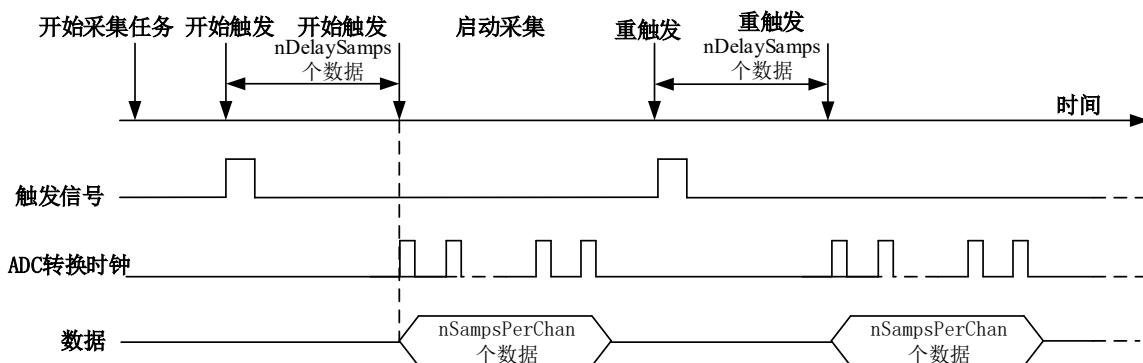 开始采集任务 开始触发 开始触发 启动采集 重触发 重触发
nDelaySamps
个数据
nDelaySamps
个数据
时间
触发信号
ADC转换时钟
数据
nSampsPerChan
个数据
nSampsPerChan
个数据